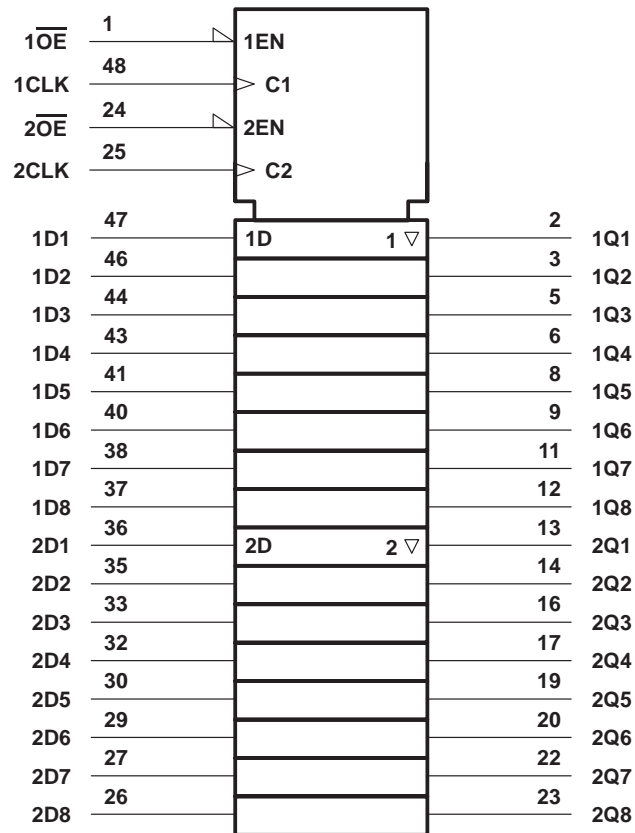 1O̅E̅ 1 1EN
1CLK 48 C1
2O̅E̅ 24 2EN
2CLK 25 C2
1D1 47 1D 1 ▽ 2 1Q1
1D2 46 3 1Q2
1D3 44 5 1Q3
1D4 43 6 1Q4
1D5 41 8 1Q5
1D6 40 9 1Q6
1D7 38 11 1Q7
1D8 37 12 1Q8
2D1 36 2D 2 ▽ 13 2Q1
2D2 35 14 2Q2
2D3 33 16 2Q3
2D4 32 17 2Q4
2D5 30 19 2Q5
2D6 29 20 2Q6
2D7 27 22 2Q7
2D8 26 23 2Q8